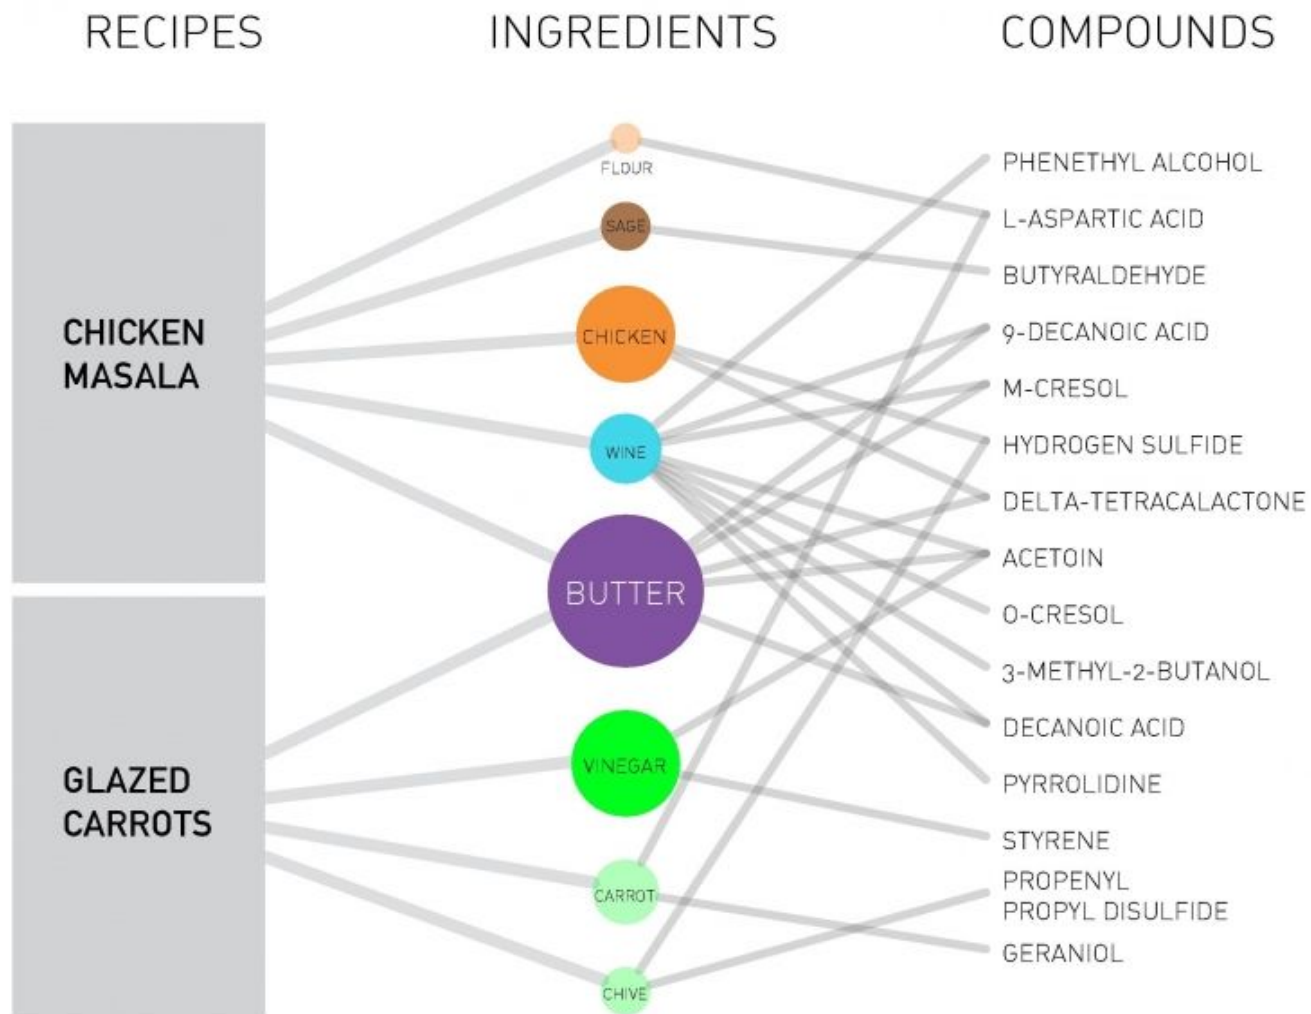 RECIPES
INGREDIENTS
COMPOUNDS
CHICKEN
MASALA
GLAZED
CARROTS
FLOUR
SAGE
CHICKEN
WINE
BUTTER
VINEGAR
CARROT
CHIVE
PHENETHYL ALCOHOL
L-ASPARTIC ACID
BUTYRALDEHYDE
9-DECANOIC ACID
M-CRESOL
HYDROGEN SULFIDE
DELTA-TETRACALACTONE
ACETOIN
O-CRESOL
3-METHYL-2-BUTANOL
DECANOIC ACID
PYRROLIDINE
STYRENE
PROPENYL
PROPYL DISULFIDE
GERANIOL